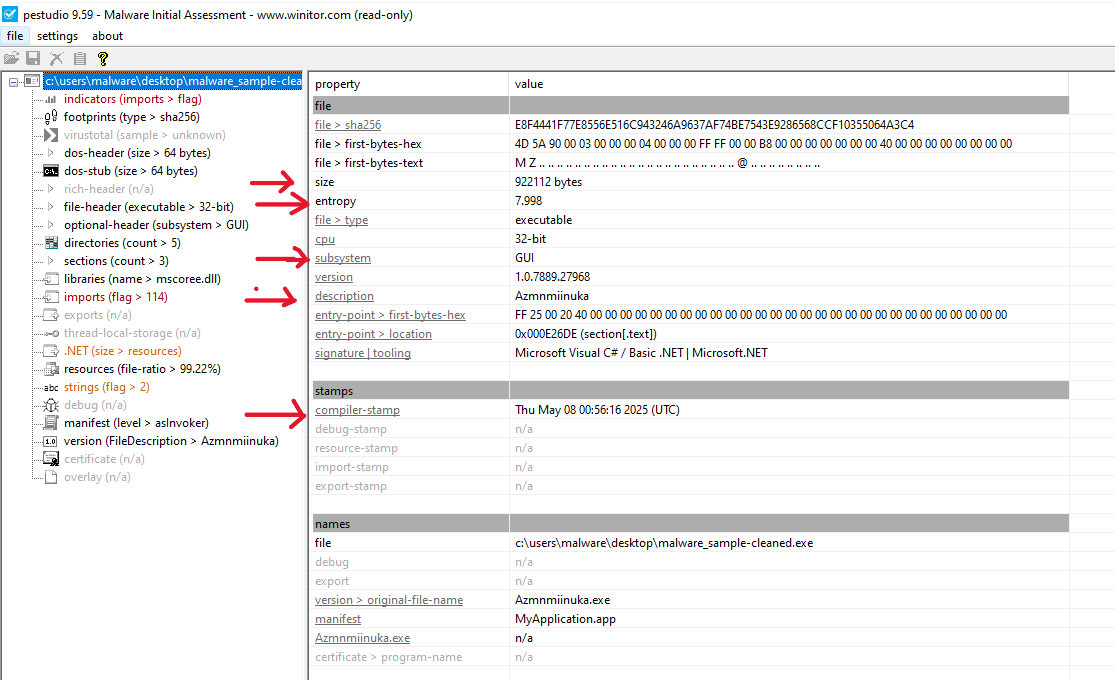 pestudio 9.59 - Malware Initial Assessment - www.winitor.com (read-only)
file settings about
c:\users\malware\desktop\malware_sample-clea
indicators (imports > flag)
footprints (type > sha256)
virustotal (sample > unknown)
dos-header (size > 64 bytes)
dos-stub (size > 64 bytes)
rich-header (n/a)
file-header (executable > 32-bit)
optional-header (subsystem > GUI)
directories (count > 5)
sections (count > 3)
libraries (name > mscoree.dll)
imports (flag > 114)
exports (n/a)
thread-local-storage (n/a)
.NET (size > resources)
resources (file-ratio > 99.22%)
abc strings (flag > 2)
debug (n/a)
manifest (level > asInvoker)
1.0 version (FileDescription > Azmnmiinuka)
certificate (n/a)
overlay (n/a)
property value
file
file > sha256 E8F4441F77E8556E516C943246A9637AF74BE7543E9286568CCF10355064A3C4
file > first-bytes-hex 4D 5A 90 00 03 00 00 00 04 00 00 00 FF FF 00 00 B8 00 00 00 00 00 00 00 40 00 00 00 00 00 00 00
file > first-bytes-text M Z .. .. .. .. .. .. .. .. .. .. .. .. .. .. .. .. .. .. .. .. .. .. @ .. .. .. .. .. .. ..
size 922112 bytes
entropy 7.998
file > type executable
cpu 32-bit
subsystem GUI
version 1.0.7889.27968
description Azmnmiinuka
entry-point > first-bytes-hex FF 25 00 20 40 00 00 00 00 00 00 00 00 00 00 00 00 00 00 00 00 00 00 00 00 00 00 00 00 00 00 00
entry-point > location 0x000E26DE (section[.text])
signature | tooling Microsoft Visual C# / Basic .NET | Microsoft.NET
stamps
compiler-stamp Thu May 08 00:56:16 2025 (UTC)
debug-stamp n/a
resource-stamp n/a
import-stamp n/a
export-stamp n/a
names
file c:\users\malware\desktop\malware_sample-cleaned.exe
debug n/a
export n/a
version > original-file-name Azmnmiinuka.exe
manifest MyApplication.app
Azmnmiinuka.exe n/a
certificate > program-name n/a